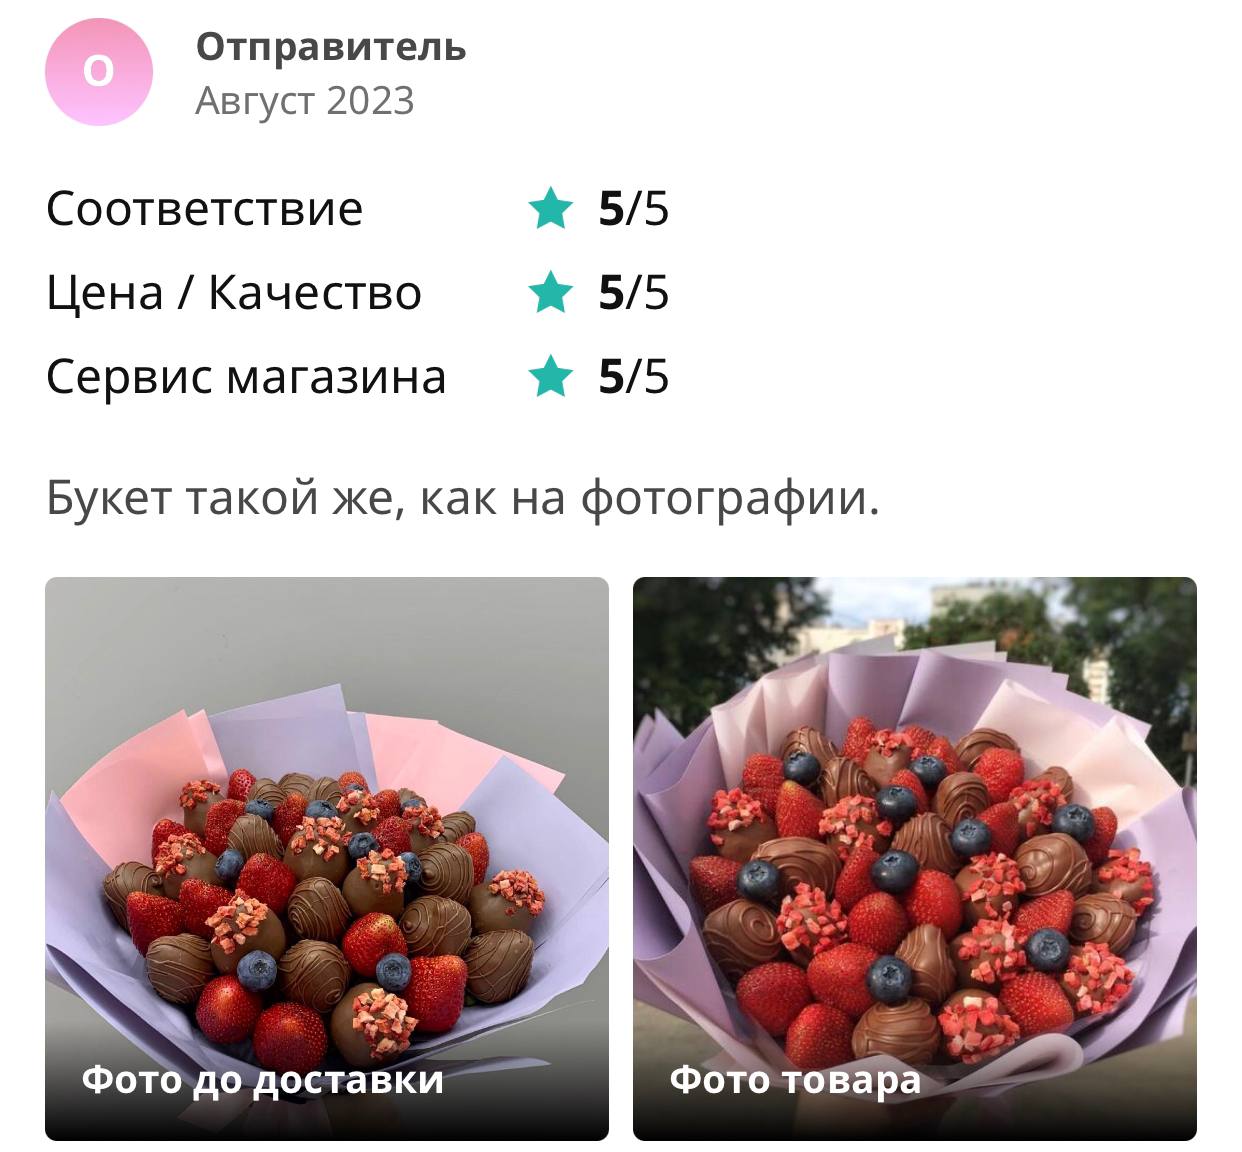 О
Отправитель
Август 2023
Соответствие ★ 5/5
Цена / Качество ★ 5/5
Сервис магазина ★ 5/5
Букет такой же, как на фотографии.
Фото до доставки
Фото товара